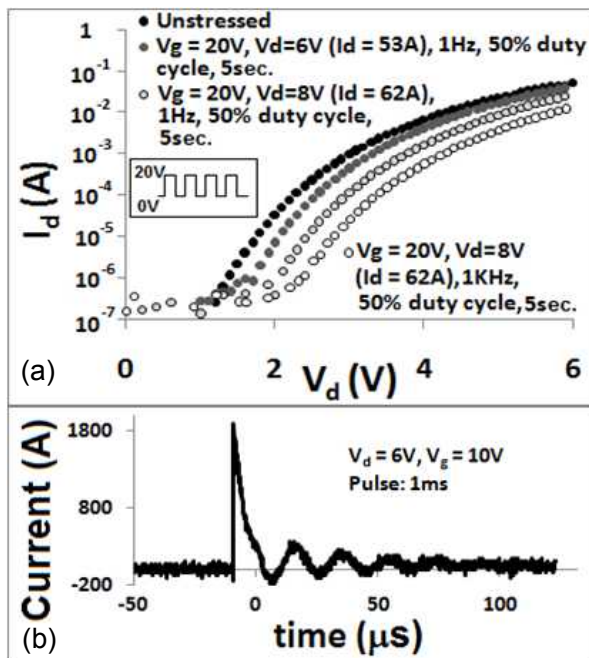 Unstressed
Vg = 20V, Vd=6V (Id = 53A), 1Hz, 50% duty
cycle, 5sec.
Vg = 20V, Vd=8V (Id = 62A),
1Hz, 50% duty cycle,
5sec.
1
10-1
10-2
10-3
10-4
10-5
10-6
10-7
Id (A)
20V
0V
Vg = 20V, Vd=8V
(Id = 62A),1KHz,
50% duty cycle,5sec.
0 2 4 6
Vd (V)
(a)
1800
800
-200
Current (A)
Vd = 6V, Vg = 10V
Pulse: 1ms
-50 0 50 100
time (μs)
(b)